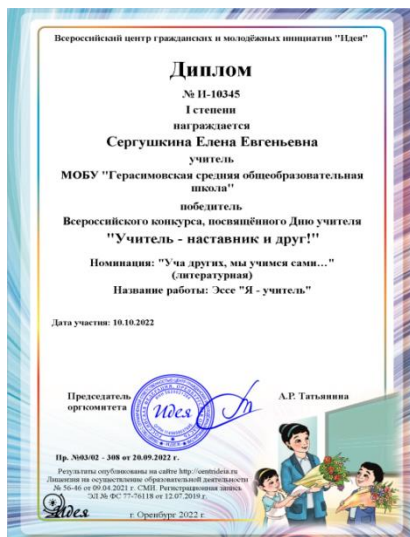 Всероссийский центр гражданских и молодёжных инициатив "Идея"
Диплом
№ И-10345
I степени
награждается
Сергушкина Елена Евгеньевна
учитель
МОБУ "Герасимовская средняя общеобразовательная
школа"
победитель
Всероссийского конкурса, посвящённого Дню учителя
"Учитель - наставник и друг!"
Номинация: "Уча других, мы учимся сами…"
(литературная)
Название работы: Эссе "Я - учитель"
Дата участия: 10.10.2022
Председатель
оргкомитета
Идея
А.Р. Татьянина
Пр. №03/02 - 308 от 20.09.2022 г.
Результаты опубликованы на сайте http://centrideia.ru
Лицензия на осуществление образовательной деятельности
№ 56-46 от 09.04.2021 г. СМИ. Регистрационная запись
ЭЛ № ФС 77-76118 от 12.07.2019 г.
Идея
г. Оренбург 2022 г.